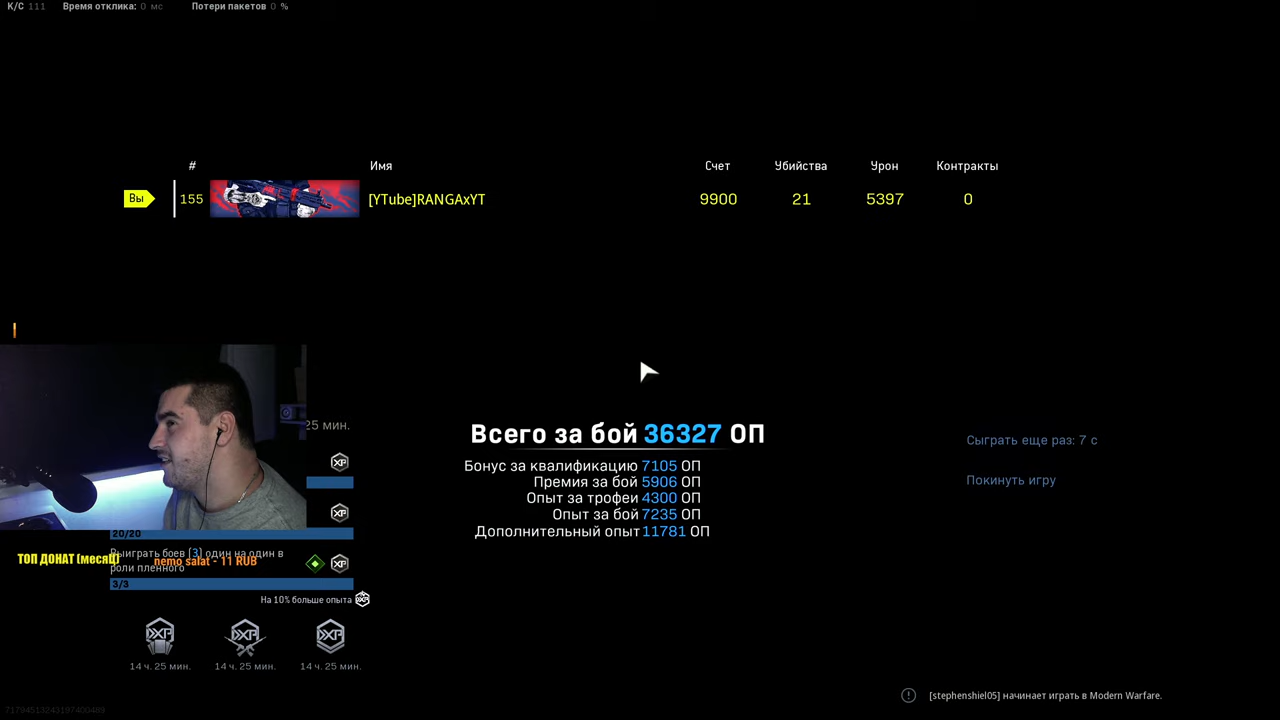 К/С 111 Время отклика: 0 мс Потери пакетов 0 %
# Имя Счет Убийства Урон Контракты
Вы 155 [YTube]RANGAxYT 9900 21 5397 0
25 мин.
Всего за бой 36327 ОП
Сыграть еще раз: 7 с
XP
Бонус за квалификацию 7105 ОП
Премия за бой 5906 ОП
Покинуть игру
Опыт за трофеи 4300 ОП
XP
Опыт за бой 7235 ОП
Дополнительный опыт 11781 ОП
20/20
Выиграть боев [3] один на один в
роли пленного
ТОП ДОНАТ (месяц)
nemo salat - 11 RUB
XP
3/3
На 10% больше опыта
14 ч. 25 мин. 14 ч. 25 мин. 14 ч. 25 мин.
[stephenshiel05] начинает играть в Modern Warfare.